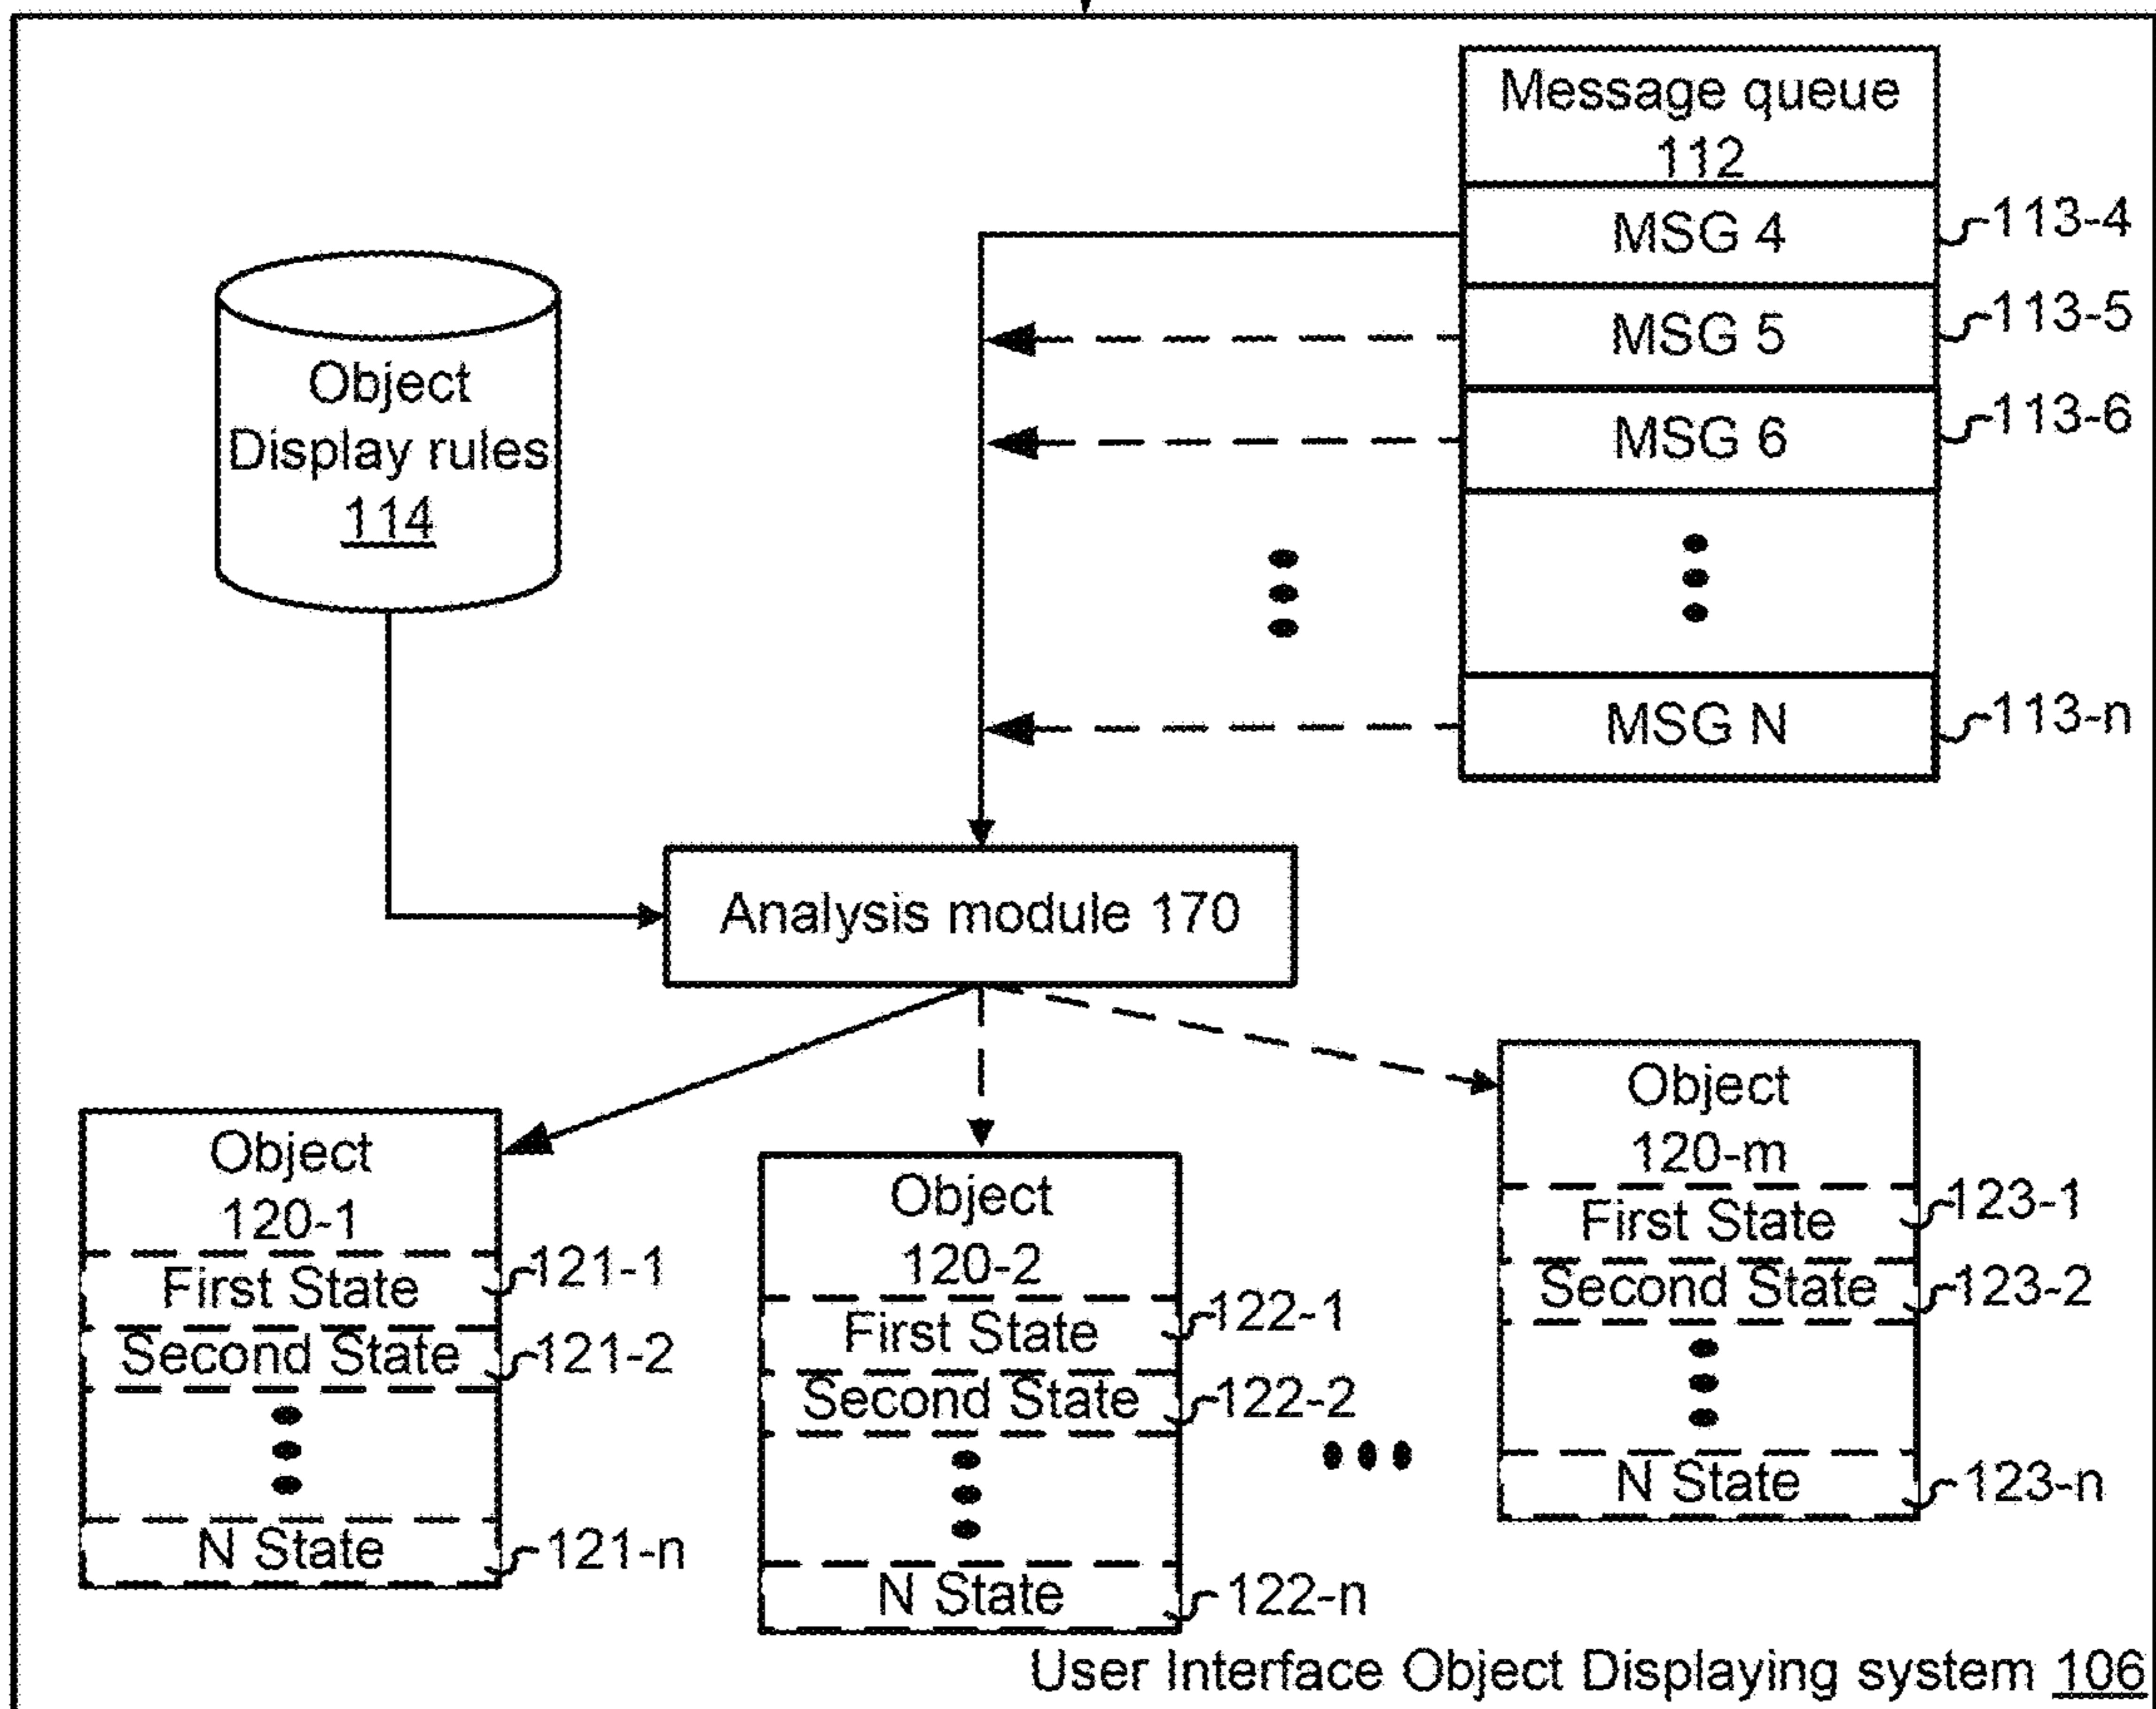 Message queue
112
MSG 4
113-4
MSG 5
113-5
MSG 6
113-6
MSG N
113-n
Object
Display rules
114
Analysis module 170
Object
120-1
First State
121-1
Second State
121-2
N State
121-n
Object
120-2
First State
122-1
Second State
122-2
N State
122-n
Object
120-m
First State
123-1
Second State
123-2
N State
123-n
User Interface Object Displaying system 106